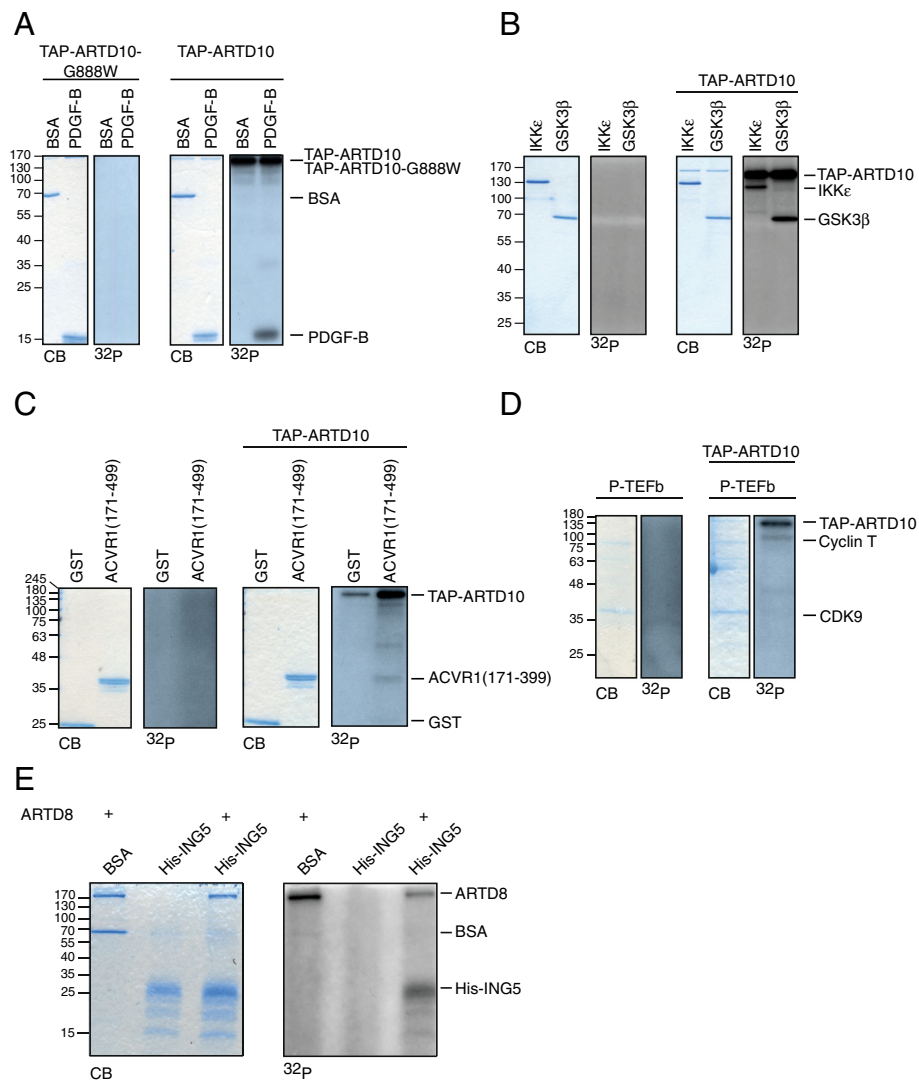 A
TAP-ARTD10-
G888W
TAP-ARTD10
BSA
PDGF-B
BSA
PDGF-B
BSA
PDGF-B
BSA
PDGF-B
170
130
100
70
55
40
35
25
15
TAP-ARTD10
TAP-ARTD10-G888W
BSA
PDGF-B
CB
32P
CB
32P
B
TAP-ARTD10
IKKε
GSK3β
IKKε
GSK3β
IKKε
GSK3β
IKKε
GSK3β
170
130
100
70
55
40
35
25
TAP-ARTD10
IKKε
GSK3β
CB
32P
CB
32P
C
TAP-ARTD10
GST
ACVR1(171-499)
GST
ACVR1(171-499)
GST
ACVR1(171-499)
GST
ACVR1(171-499)
245
180
135
100
75
63
48
35
25
TAP-ARTD10
ACVR1(171-399)
GST
CB
32P
CB
32P
D
TAP-ARTD10
P-TEFb
P-TEFb
180
135
100
75
63
48
35
25
TAP-ARTD10
Cyclin T
CDK9
CB
32P
CB
32P
E
ARTD8 + + + +
BSA
His-ING5
His-ING5
BSA
His-ING5
His-ING5
170
130
100
70
55
40
35
25
15
ARTD8
BSA
His-ING5
CB
32P